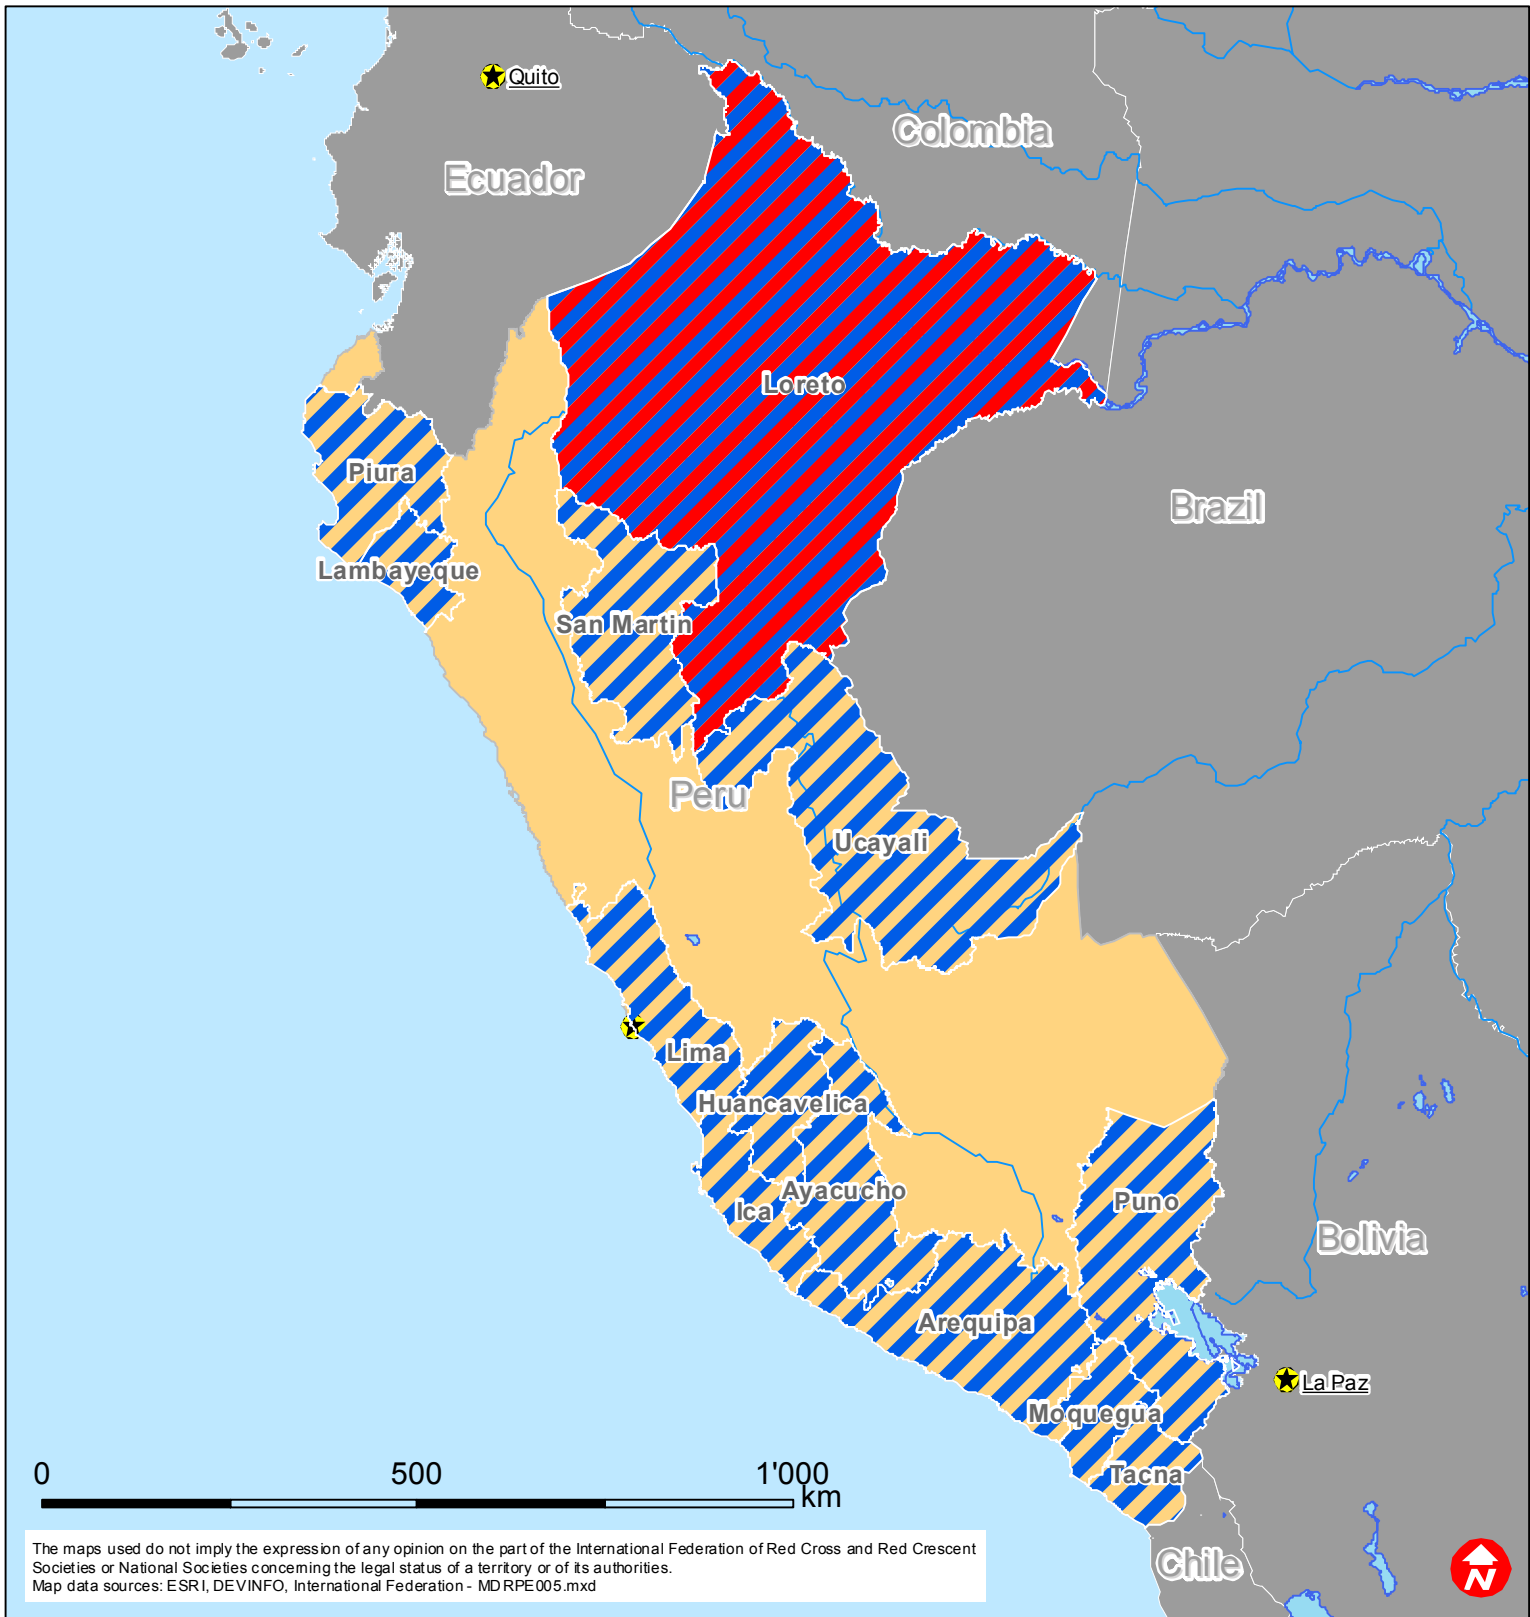 Quito
Colombia
Ecuador
Loreto
Piura
Brazil
Lambayeque
San Martin
Peru
Ucayali
Lima
Huancavelica
Ayacucho
Puno
Ica
Bolivia
Arequipa
La Paz
Moquegua
Tacna
0 500 1'000
km
The maps used do not imply the expression of any opinion on the part of the International Federation of Red Cross and Red Crescent
Societies or National Societies concerning the legal status of a territory or of its authorities.
Map data sources: ESRI, DEVINFO, International Federation - MDRPE005.mxd
Chile
N